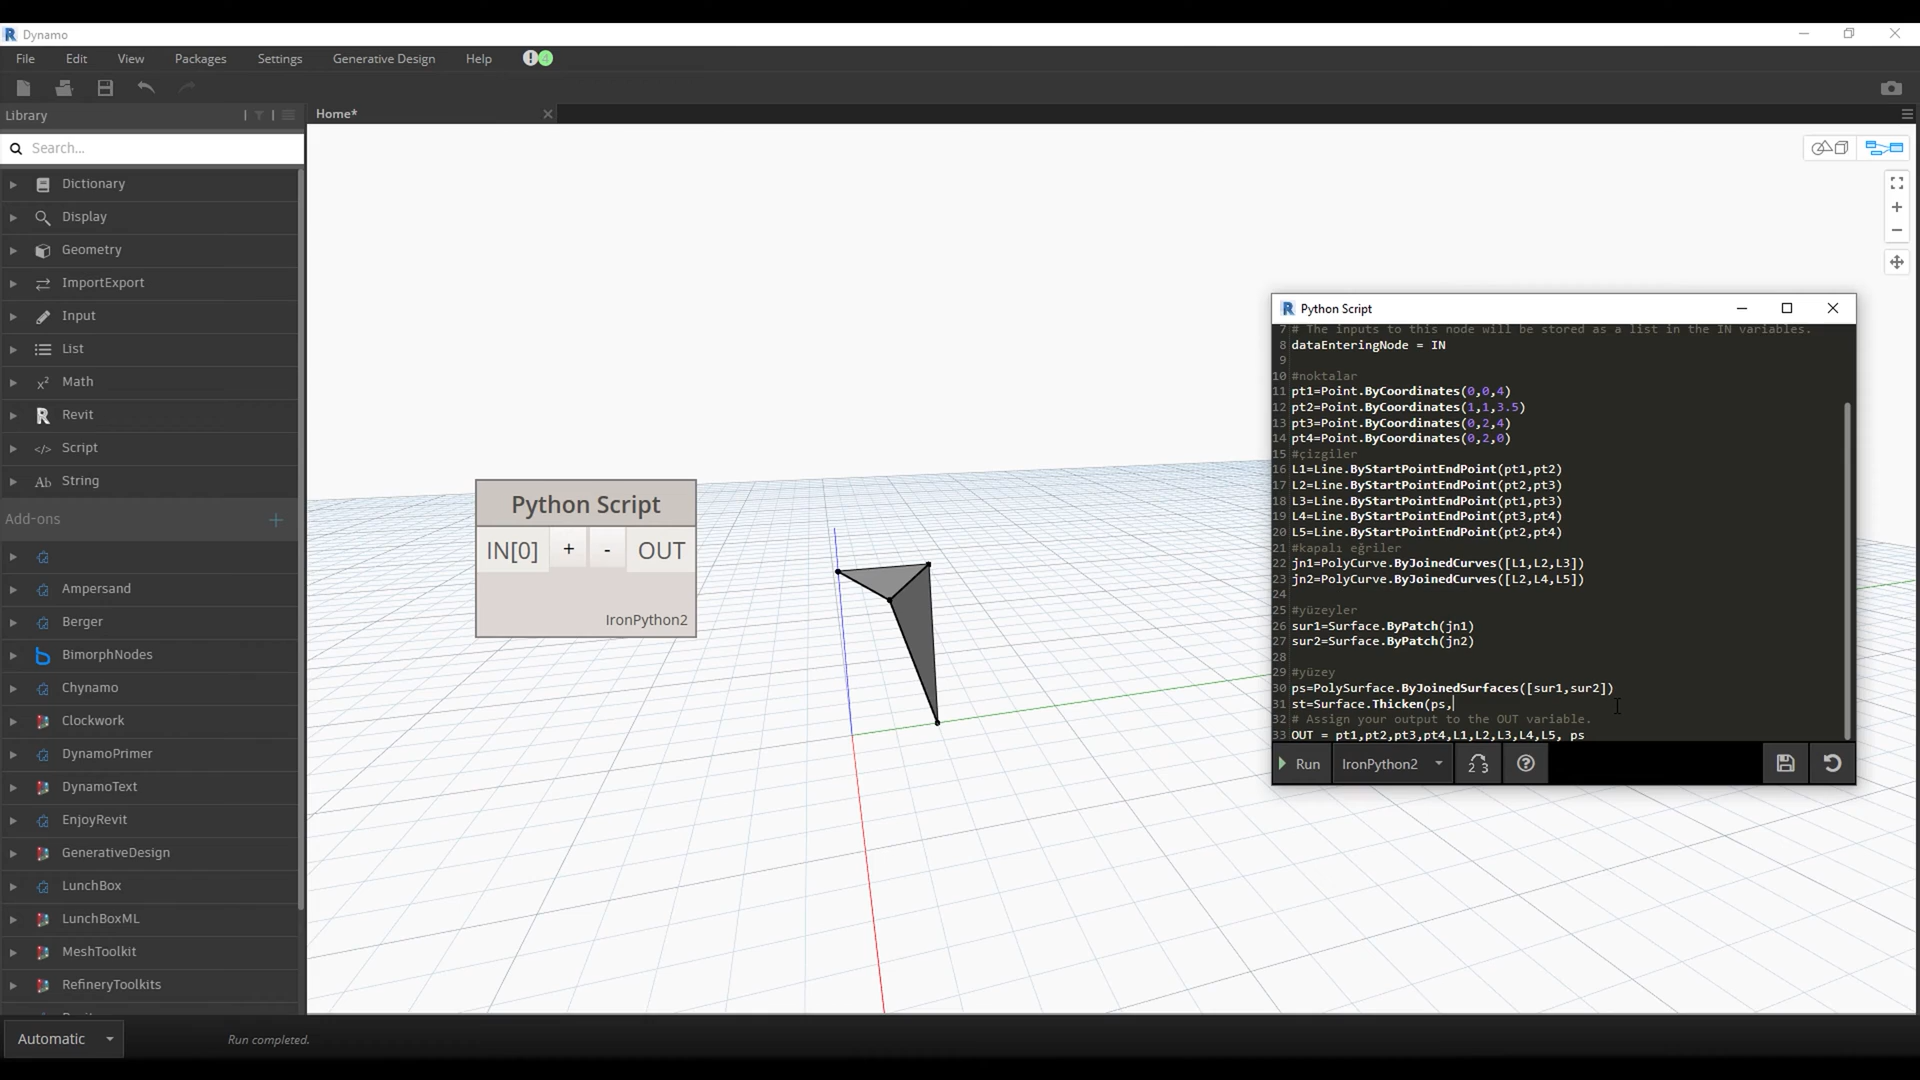 Dynamo
File Edit View Packages Settings Generative Design Help ! 4
Library
Home*
Search...
Dictionary
Display
Geometry
ImportExport
Input
List
Math
Revit
Script
String
Add-ons
Ampersand
Berger
BimorphNodes
Chynamo
Clockwork
DynamoPrimer
DynamoText
EnjoyRevit
GenerativeDesign
LunchBox
LunchBoxML
MeshToolkit
RefineryToolkits
Automatic
Run completed.
Python Script
IN[0] + - OUT
IronPython2
Python Script
7 # The inputs to this node will be stored as a list in the IN variables.
8 dataEnteringNode = IN
9
10 #noktalar
11 pt1=Point.ByCoordinates(0,0,4)
12 pt2=Point.ByCoordinates(1,1,3.5)
13 pt3=Point.ByCoordinates(0,2,4)
14 pt4=Point.ByCoordinates(0,2,0)
15 #çizgiler
16 L1=Line.ByStartPointEndPoint(pt1,pt2)
17 L2=Line.ByStartPointEndPoint(pt2,pt3)
18 L3=Line.ByStartPointEndPoint(pt1,pt3)
19 L4=Line.ByStartPointEndPoint(pt3,pt4)
20 L5=Line.ByStartPointEndPoint(pt2,pt4)
21 #kapalı eğriler
22 jn1=PolyCurve.ByJoinedCurves([L1,L2,L3])
23 jn2=PolyCurve.ByJoinedCurves([L2,L4,L5])
24
25 #yüzeyler
26 sur1=Surface.ByPatch(jn1)
27 sur2=Surface.ByPatch(jn2)
28
29 #yüzey
30 ps=PolySurface.ByJoinedSurfaces([sur1,sur2])
31 st=Surface.Thicken(ps,
32 # Assign your output to the OUT variable.
33 OUT = pt1,pt2,pt3,pt4,L1,L2,L3,L4,L5, ps
Run IronPython2 2 3 ?